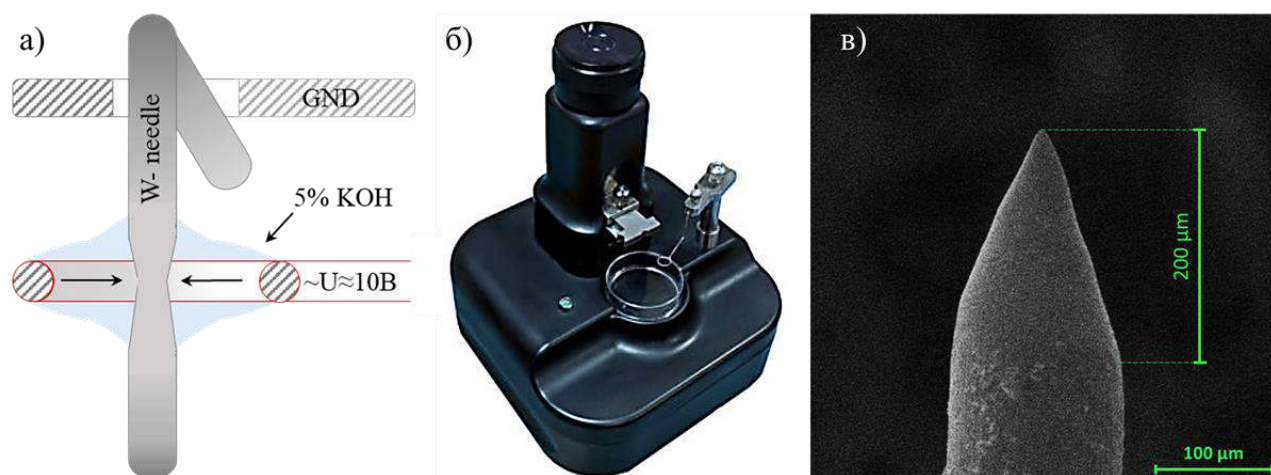 а)
GND
W- needle
5% KOH
~U≈10В
б)
в)
200 µm
100 µm